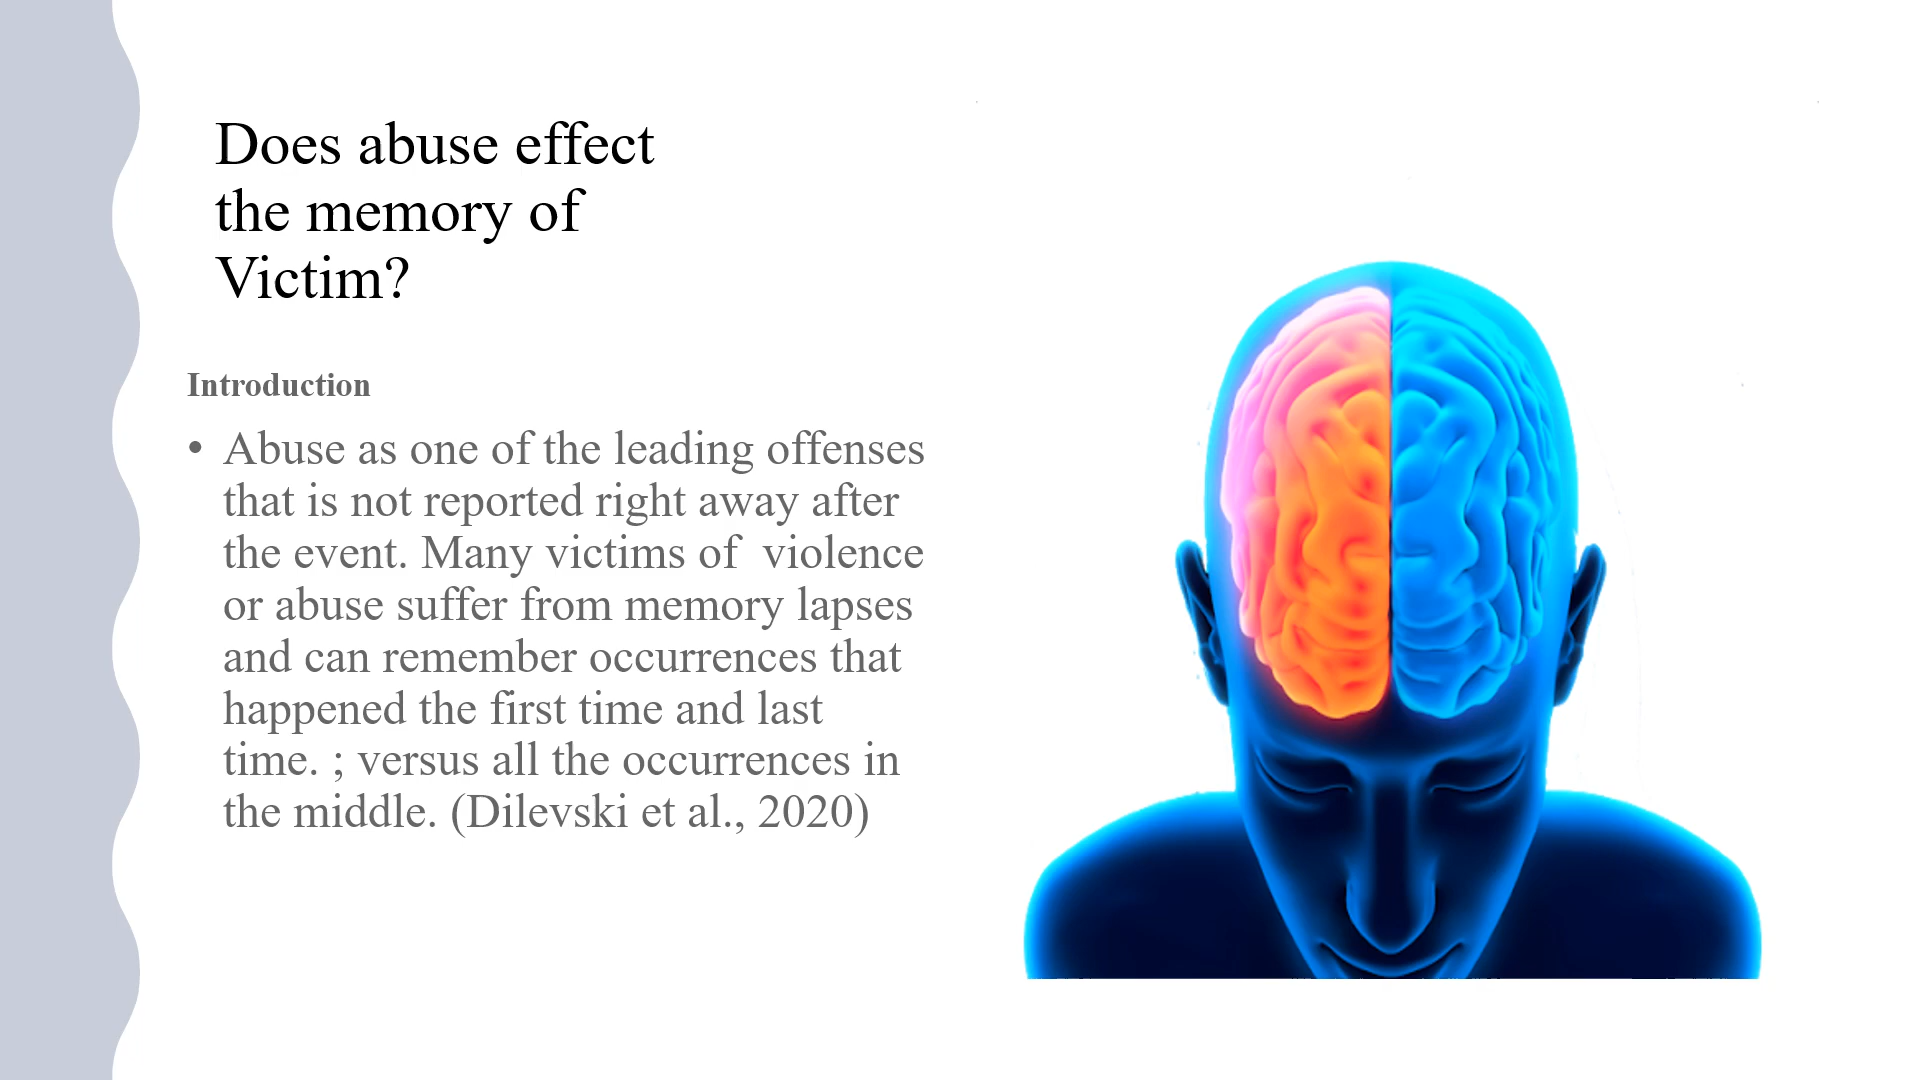 Does abuse effect
the memory of
Victim?
Introduction
• Abuse as one of the leading offenses
that is not reported right away after
the event. Many victims of  violence
or abuse suffer from memory lapses
and can remember occurrences that
happened the first time and last
time. ; versus all the occurrences in
the middle. (Dilevski et al., 2020)